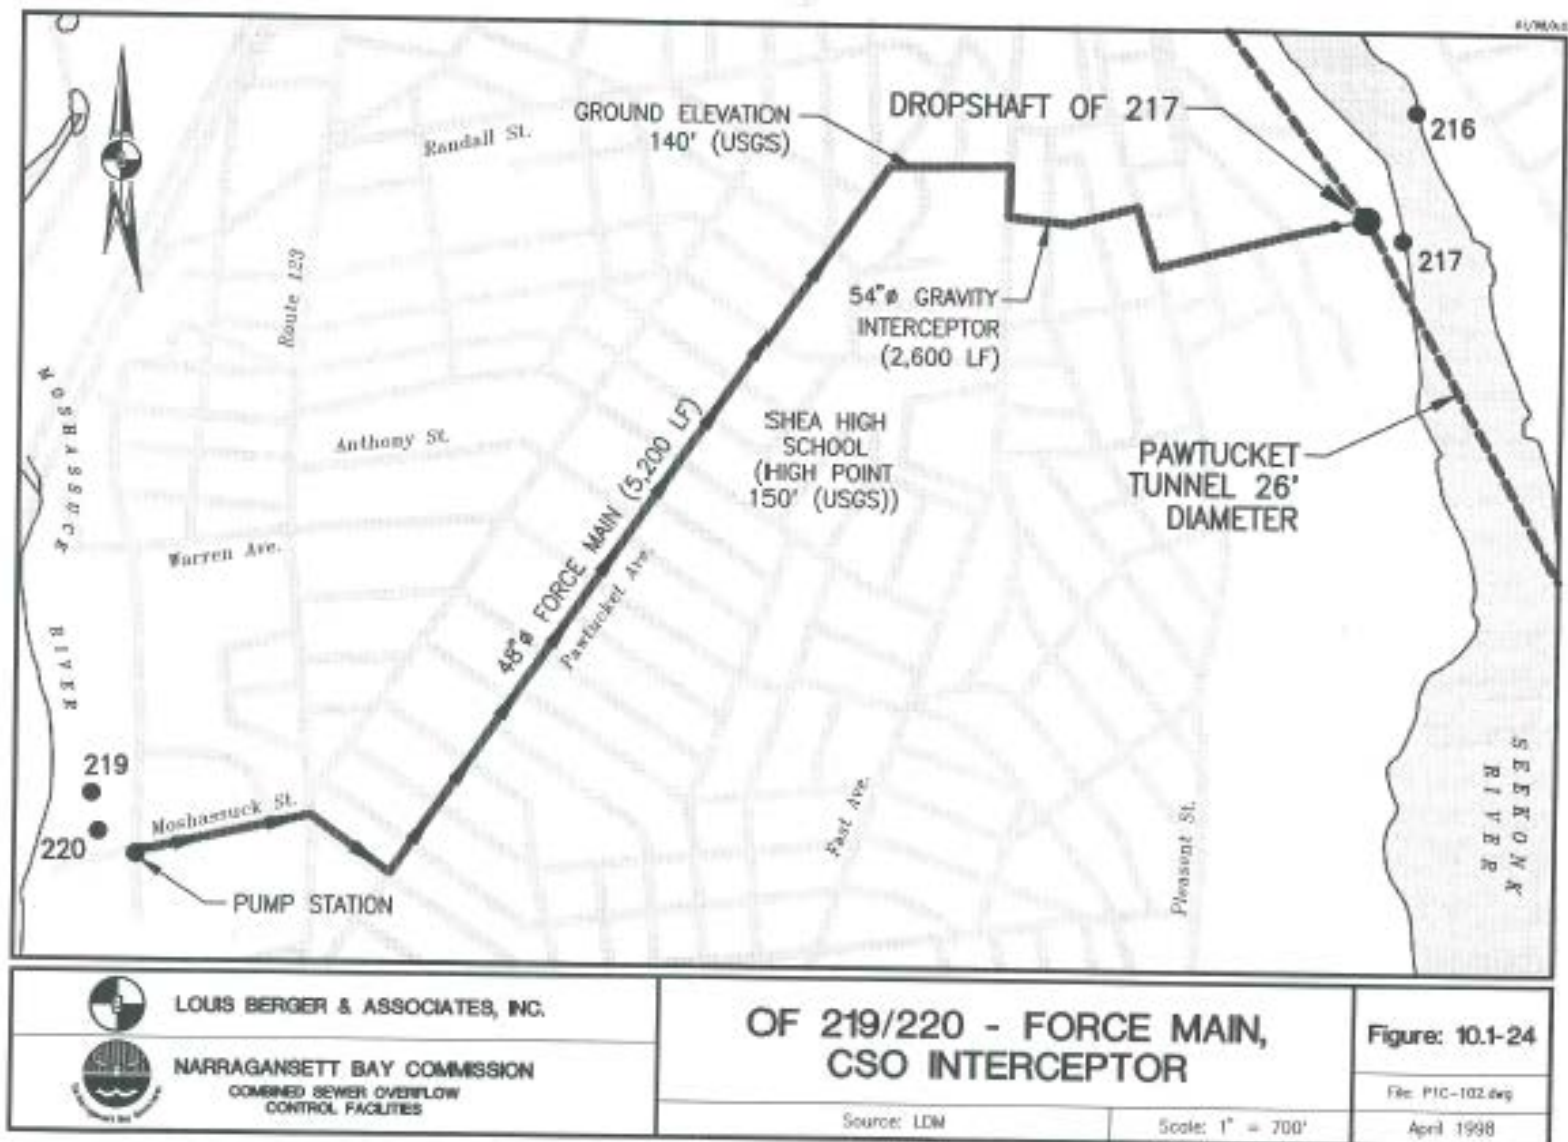 GROUND ELEVATION
140' (USGS)
DROPSHAFT OF 217
216
Randall St.
Route 123
217
54"ø GRAVITY
INTERCEPTOR
(2,600 LF)
MOSHASSUCK
RIVER
Anthony St.
SHEA HIGH
SCHOOL
(HIGH POINT
150' (USGS))
PAWTUCKET
TUNNEL 26'
DIAMETER
48"ø FORCE MAIN (5,200 LF)
Pawtucket Ave.
Warren Ave.
219
220
Moshassuck St.
PUMP STATION
East Ave.
Pleasent St.
SEEKONK
RIVER
LOUIS BERGER & ASSOCIATES, INC.
NARRAGANSETT BAY COMMISSION
COMBINED SEWER OVERFLOW
CONTROL FACILITIES
OF 219/220 - FORCE MAIN,
CSO INTERCEPTOR
Source: LDM
Scale: 1" = 700'
Figure: 10.1-24
File: P1C-102.dwg
April 1998